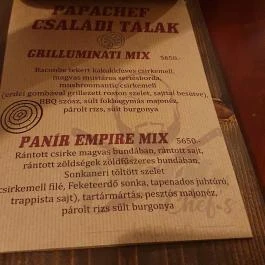 PAPACHEF
CSALÁDI TÁLAK
GRILLUMINATI MIX 5650.-
Baconbe tekert kakukkfüves csirkemell,
magvas mustáros sertésborda,
mushroomantic csirkemell
(erdei gombával grillezett roston szelet, sajttal besütve),
BBQ szósz, sült fokhagymás majonéz,
párolt rizs, sült burgonya
PANÍR EMPIRE MIX 5650.-
Rántott csirke magvas bundában, rántott sajt,
rántott zöldségek zöldfűszeres bundában,
Sonkaneri töltött szelet
(csirkemell filé, Feketeerdő sonka, tapenados juhtúró,
trappista sajt), tartármártás, pestós majonéz,
párolt rizs sült burgonya